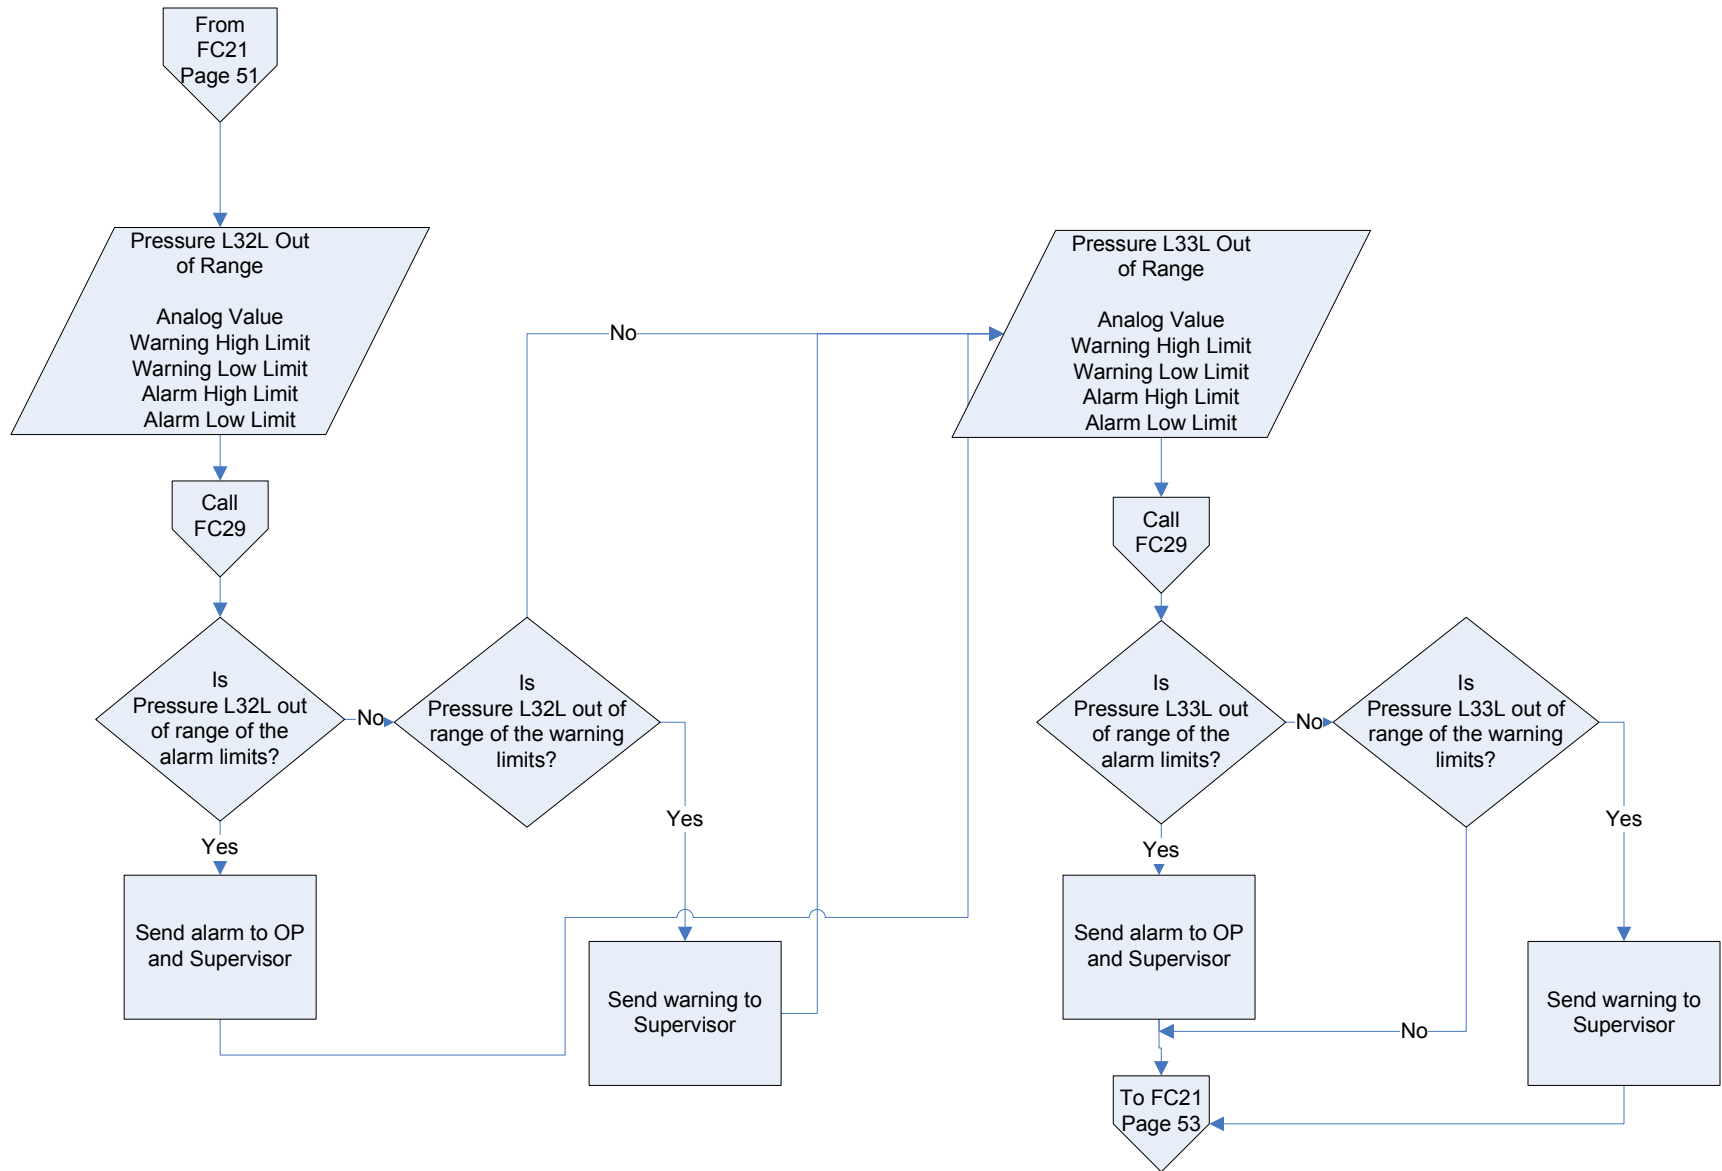 From
FC21
Page 51
Pressure L32L Out
of Range
Analog Value
Warning High Limit
Warning Low Limit
Alarm High Limit
Alarm Low Limit
Call
FC29
Is
Pressure L32L out
of range of the
alarm limits?
No
Is
Pressure L32L out of
range of the warning
limits?
No
Yes
Yes
Send alarm to OP
and Supervisor
Send warning to
Supervisor
Pressure L33L Out
of Range
Analog Value
Warning High Limit
Warning Low Limit
Alarm High Limit
Alarm Low Limit
Call
FC29
Is
Pressure L33L out
of range of the
alarm limits?
No
Is
Pressure L33L out of
range of the warning
limits?
Yes
Yes
Send alarm to OP
and Supervisor
Send warning to
Supervisor
No
To FC21
Page 53